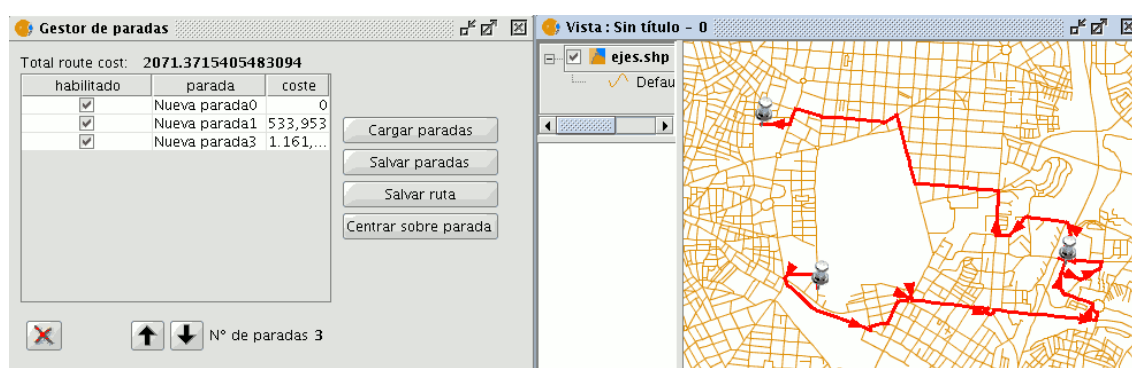 Gestor de paradas
Total route cost: 2071.3715405483094
habilitado parada coste
Nueva parada0 0
Nueva parada1 533,953
Nueva parada3 1.161,...
Cargar paradas
Salvar paradas
Salvar ruta
Centrar sobre parada
N° de paradas 3
Vista : Sin título - 0
ejes.shp
Defau